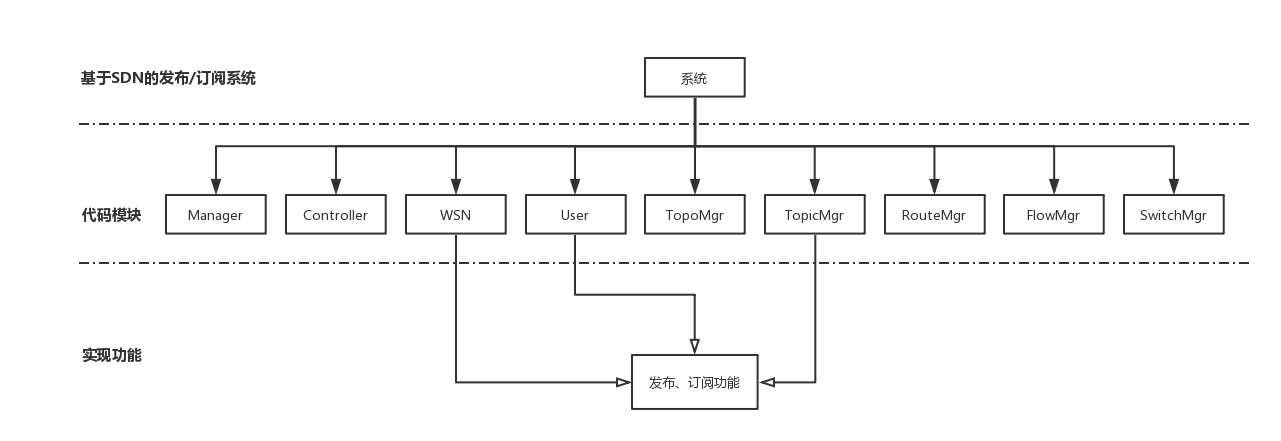 基于SDN的发布/订阅系统
系统
代码模块
Manager
Controller
WSN
User
TopoMgr
TopicMgr
RouteMgr
FlowMgr
SwitchMgr
实现功能
发布、订阅功能